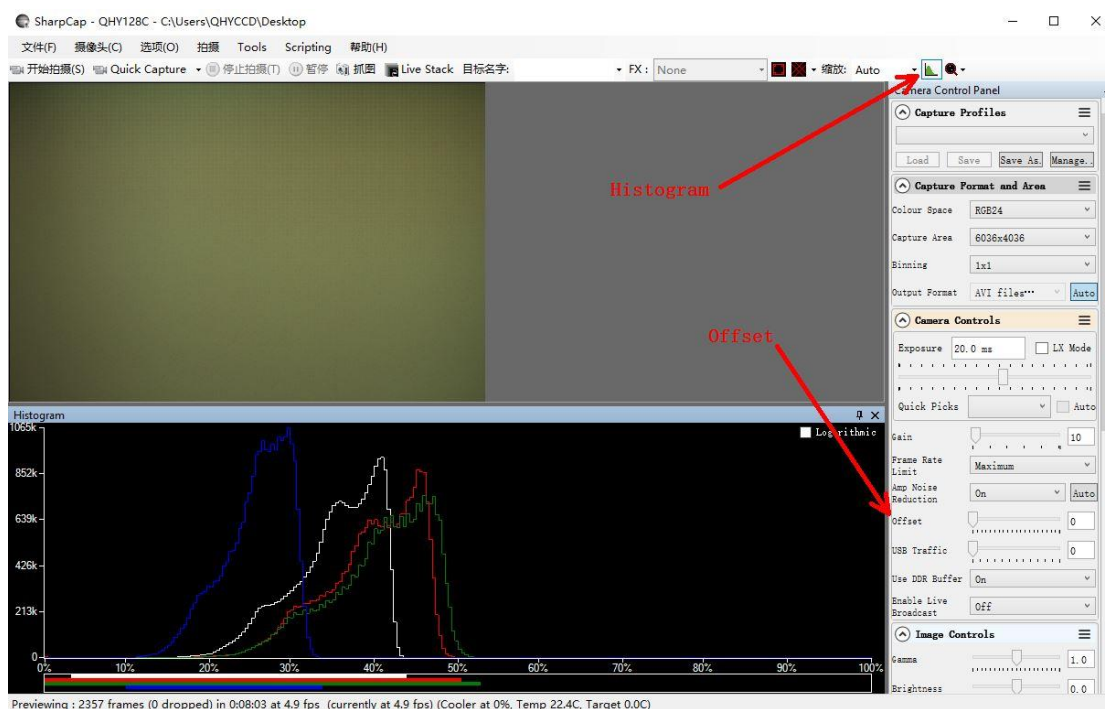 SharpCap - QHY128C - C:\Users\QHYCCD\Desktop
文件(F) 摄像头(C) 选项(O) 拍摄 Tools Scripting 帮助(H)
开始拍摄(S) Quick Capture 停止拍摄(T) 暂停 抓图 Live Stack 目标名字: FX : None 缩放: Auto
Camera Control Panel
Capture Profiles
Load Save Save As. Manage..
Histogram
Capture Format and Area
Colour Space RGB24
Capture Area 6036x4036
Binning 1x1
Output Format AVI files… Auto
Camera Controls
Offset
Exposure 20.0 ms LX Mode
Quick Picks Auto
Histogram
Logarithmic
Gain 10
Frame Rate Limit Maximum
Amp Noise Reduction On Auto
Offset 0
USB Traffic 0
Use DDR Buffer On
Enable Live Broadcast Off
Image Controls
Gamma 1.0
Brightness 0.0
1065k
852k
639k
426k
213k
0
0% 10% 20% 30% 40% 50% 60% 70% 80% 90% 100%
Previewing : 2357 frames (0 dropped) in 0:08:03 at 4.9 fps (currently at 4.9 fps) (Cooler at 0%, Temp 22.4C, Target 0.0C)